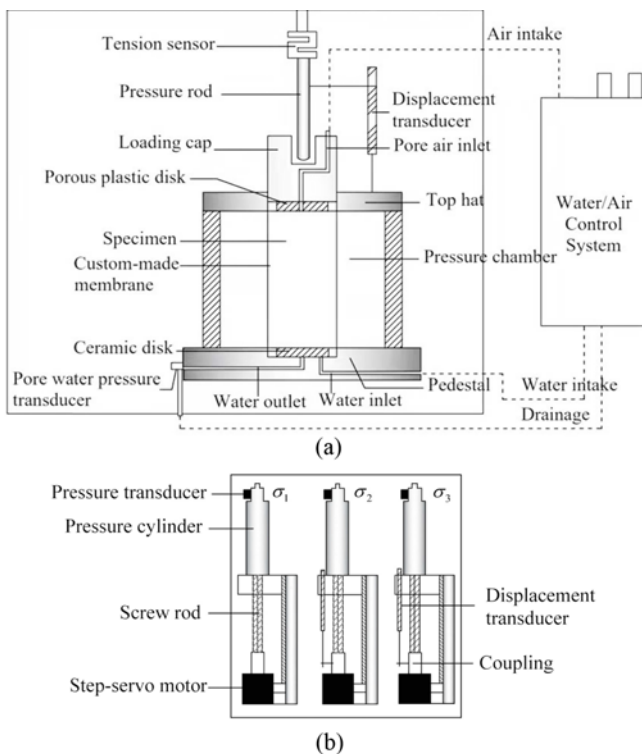 Tension sensor
Air intake
Pressure rod
Displacement
transducer
Loading cap
Pore air inlet
Porous plastic disk
Top hat
Water/Air
Control
System
Specimen
Custom-made
membrane
Pressure chamber
Ceramic disk
Pore water pressure
transducer
Water outlet
Water inlet
Pedestal
Water intake
Drainage
(a)
Pressure transducer
σ1
σ2
σ3
Pressure cylinder
Screw rod
Displacement
transducer
Coupling
Step-servo motor
(b)